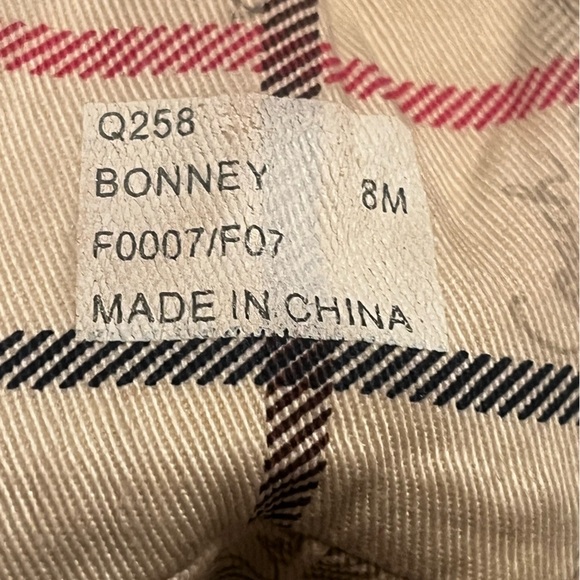 Q258
BONNEY 8M
F0007/F07
MADE IN CHINA